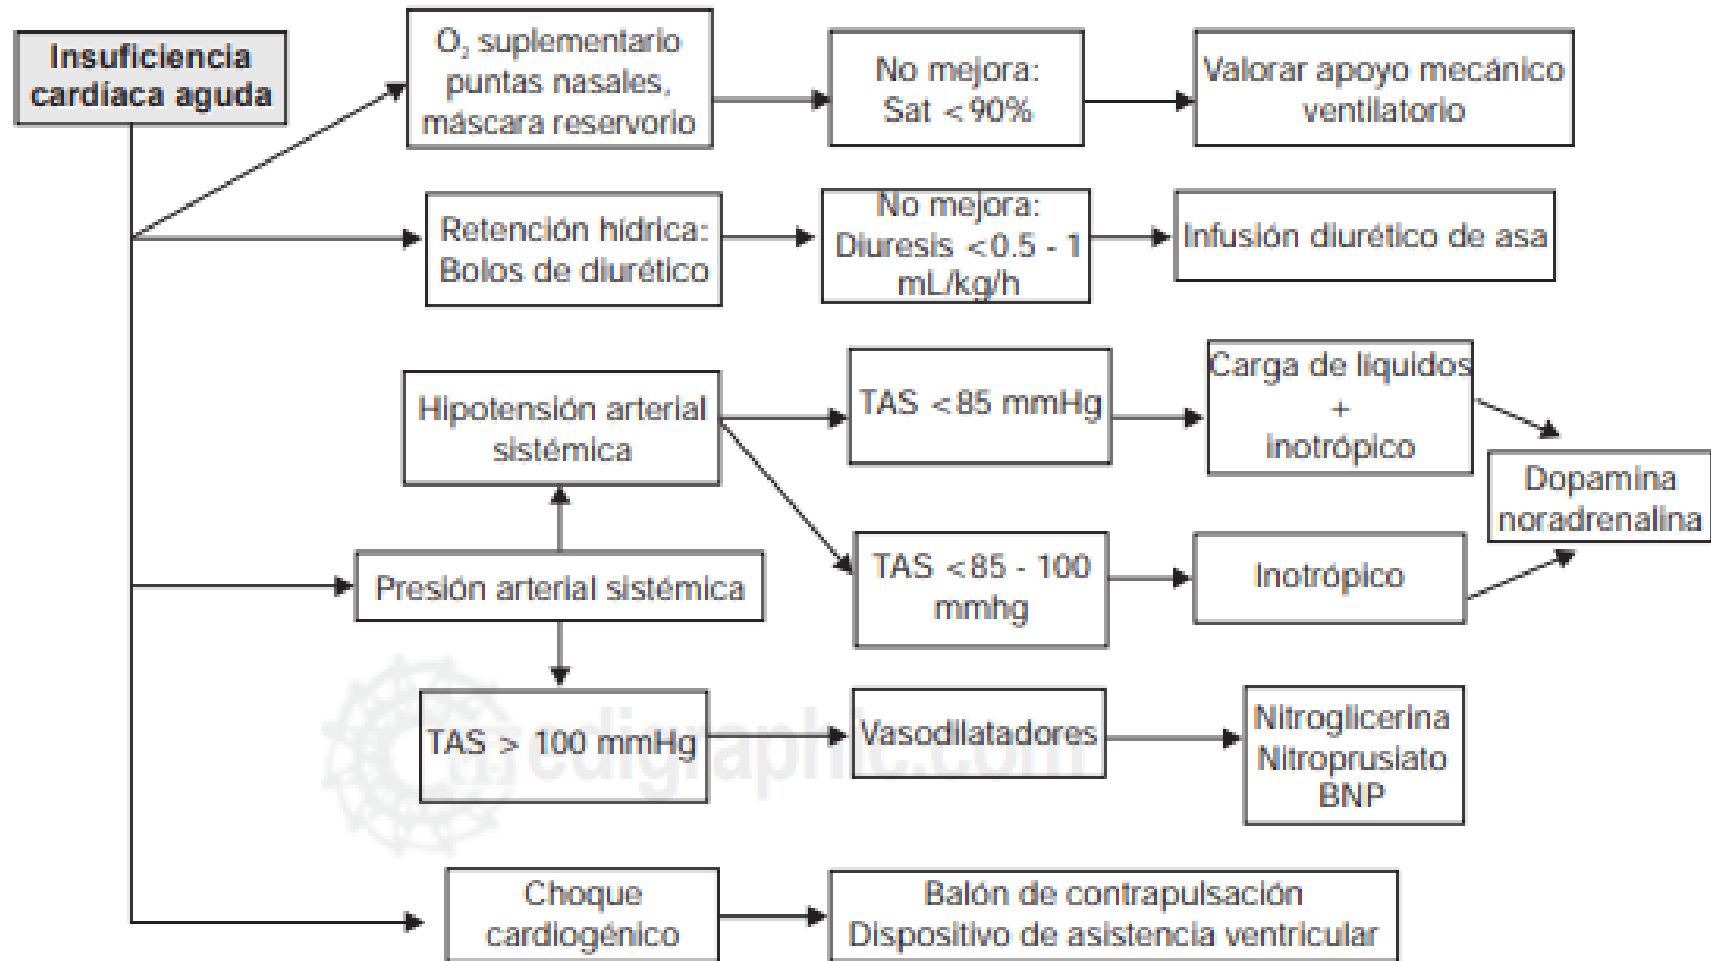 Insuficiencia
cardiaca aguda
O₂ suplementario
puntas nasales,
máscara reservorio
No mejora:
Sat <90%
Valorar apoyo mecánico
ventilatorio
Retención hídrica:
Bolos de diurético
No mejora:
Diuresis <0.5 - 1
mL/kg/h
Infusión diurético de asa
Hipotensión arterial
sistémica
TAS <85 mmHg
Carga de líquidos
+
inotrópico
Dopamina
noradrenalina
Presión arterial sistémica
TAS <85 - 100
mmhg
Inotrópico
TAS > 100 mmHg
Vasodilatadores
Nitroglicerina
Nitroprusiato
BNP
Choque
cardiogénico
Balón de contrapulsación
Dispositivo de asistencia ventricular
medigraphic.com